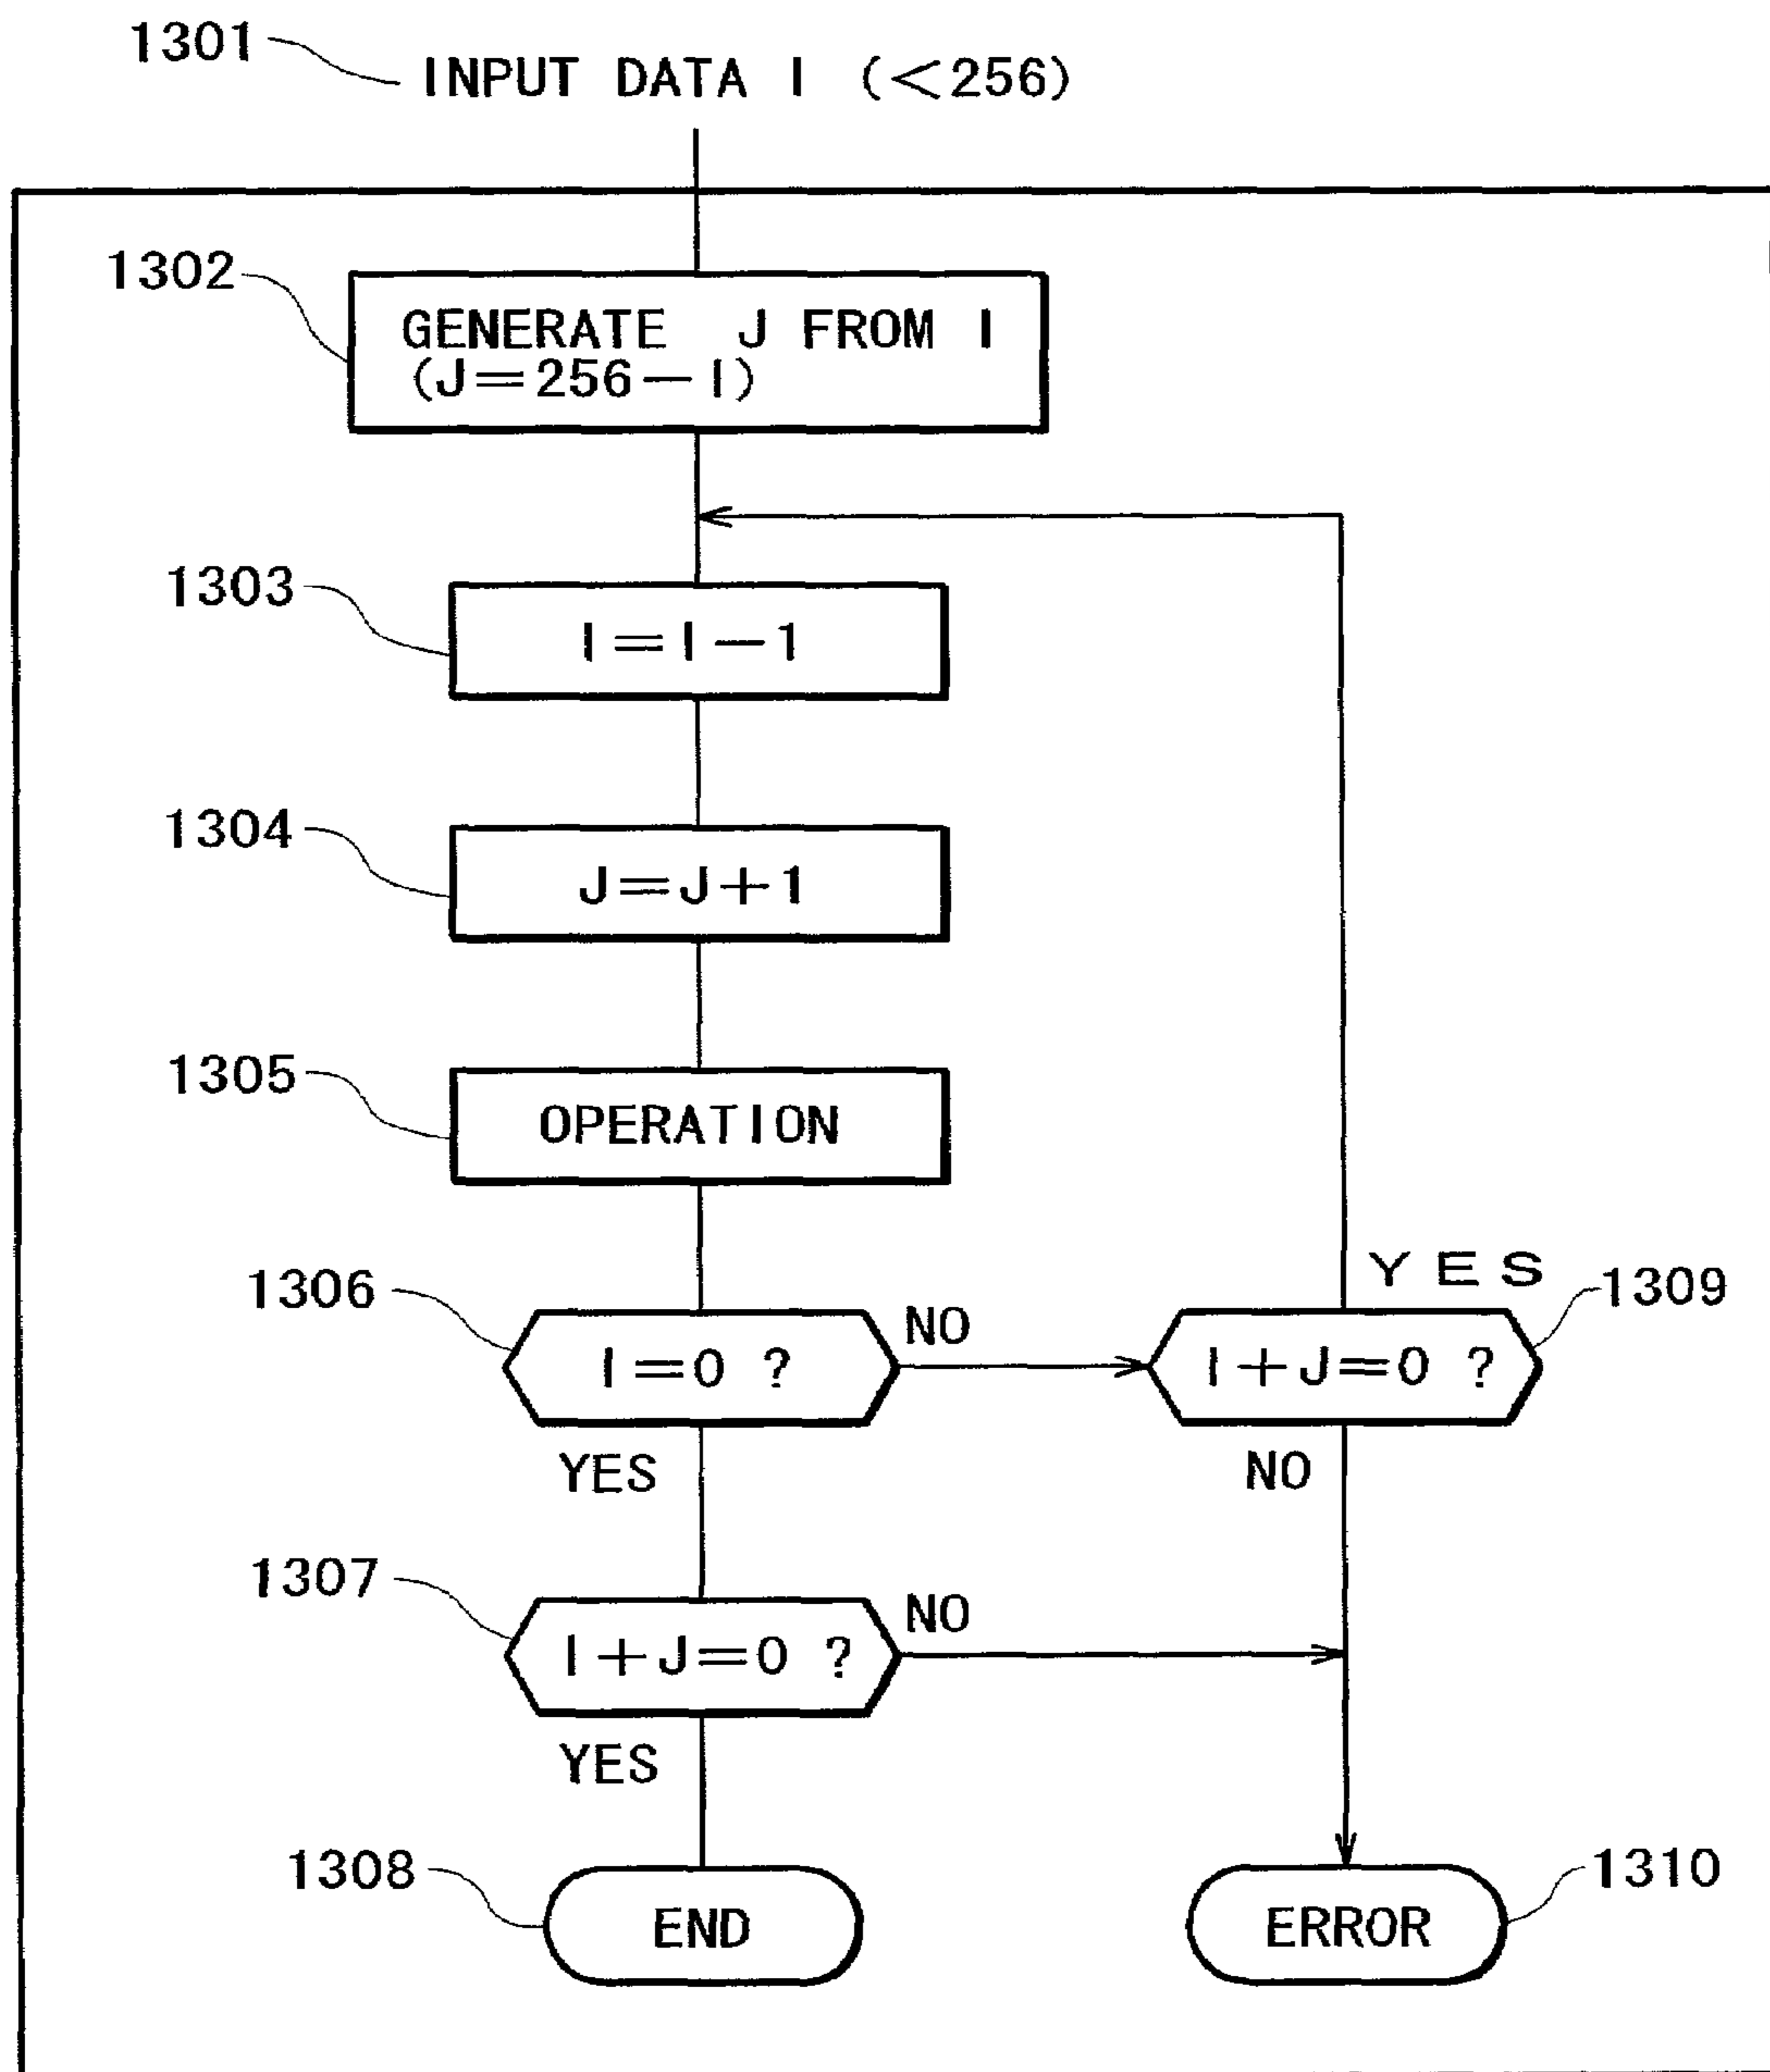 1301
INPUT DATA I (<256)
1302
GENERATE J FROM I
(J=256-I)
1303
I=I-1
1304
J=J+1
1305
OPERATION
1306
I=0 ?
NO
YES
1309
I+J=0 ?
YES
NO
1307
I+J=0 ?
NO
YES
1308
END
1310
ERROR